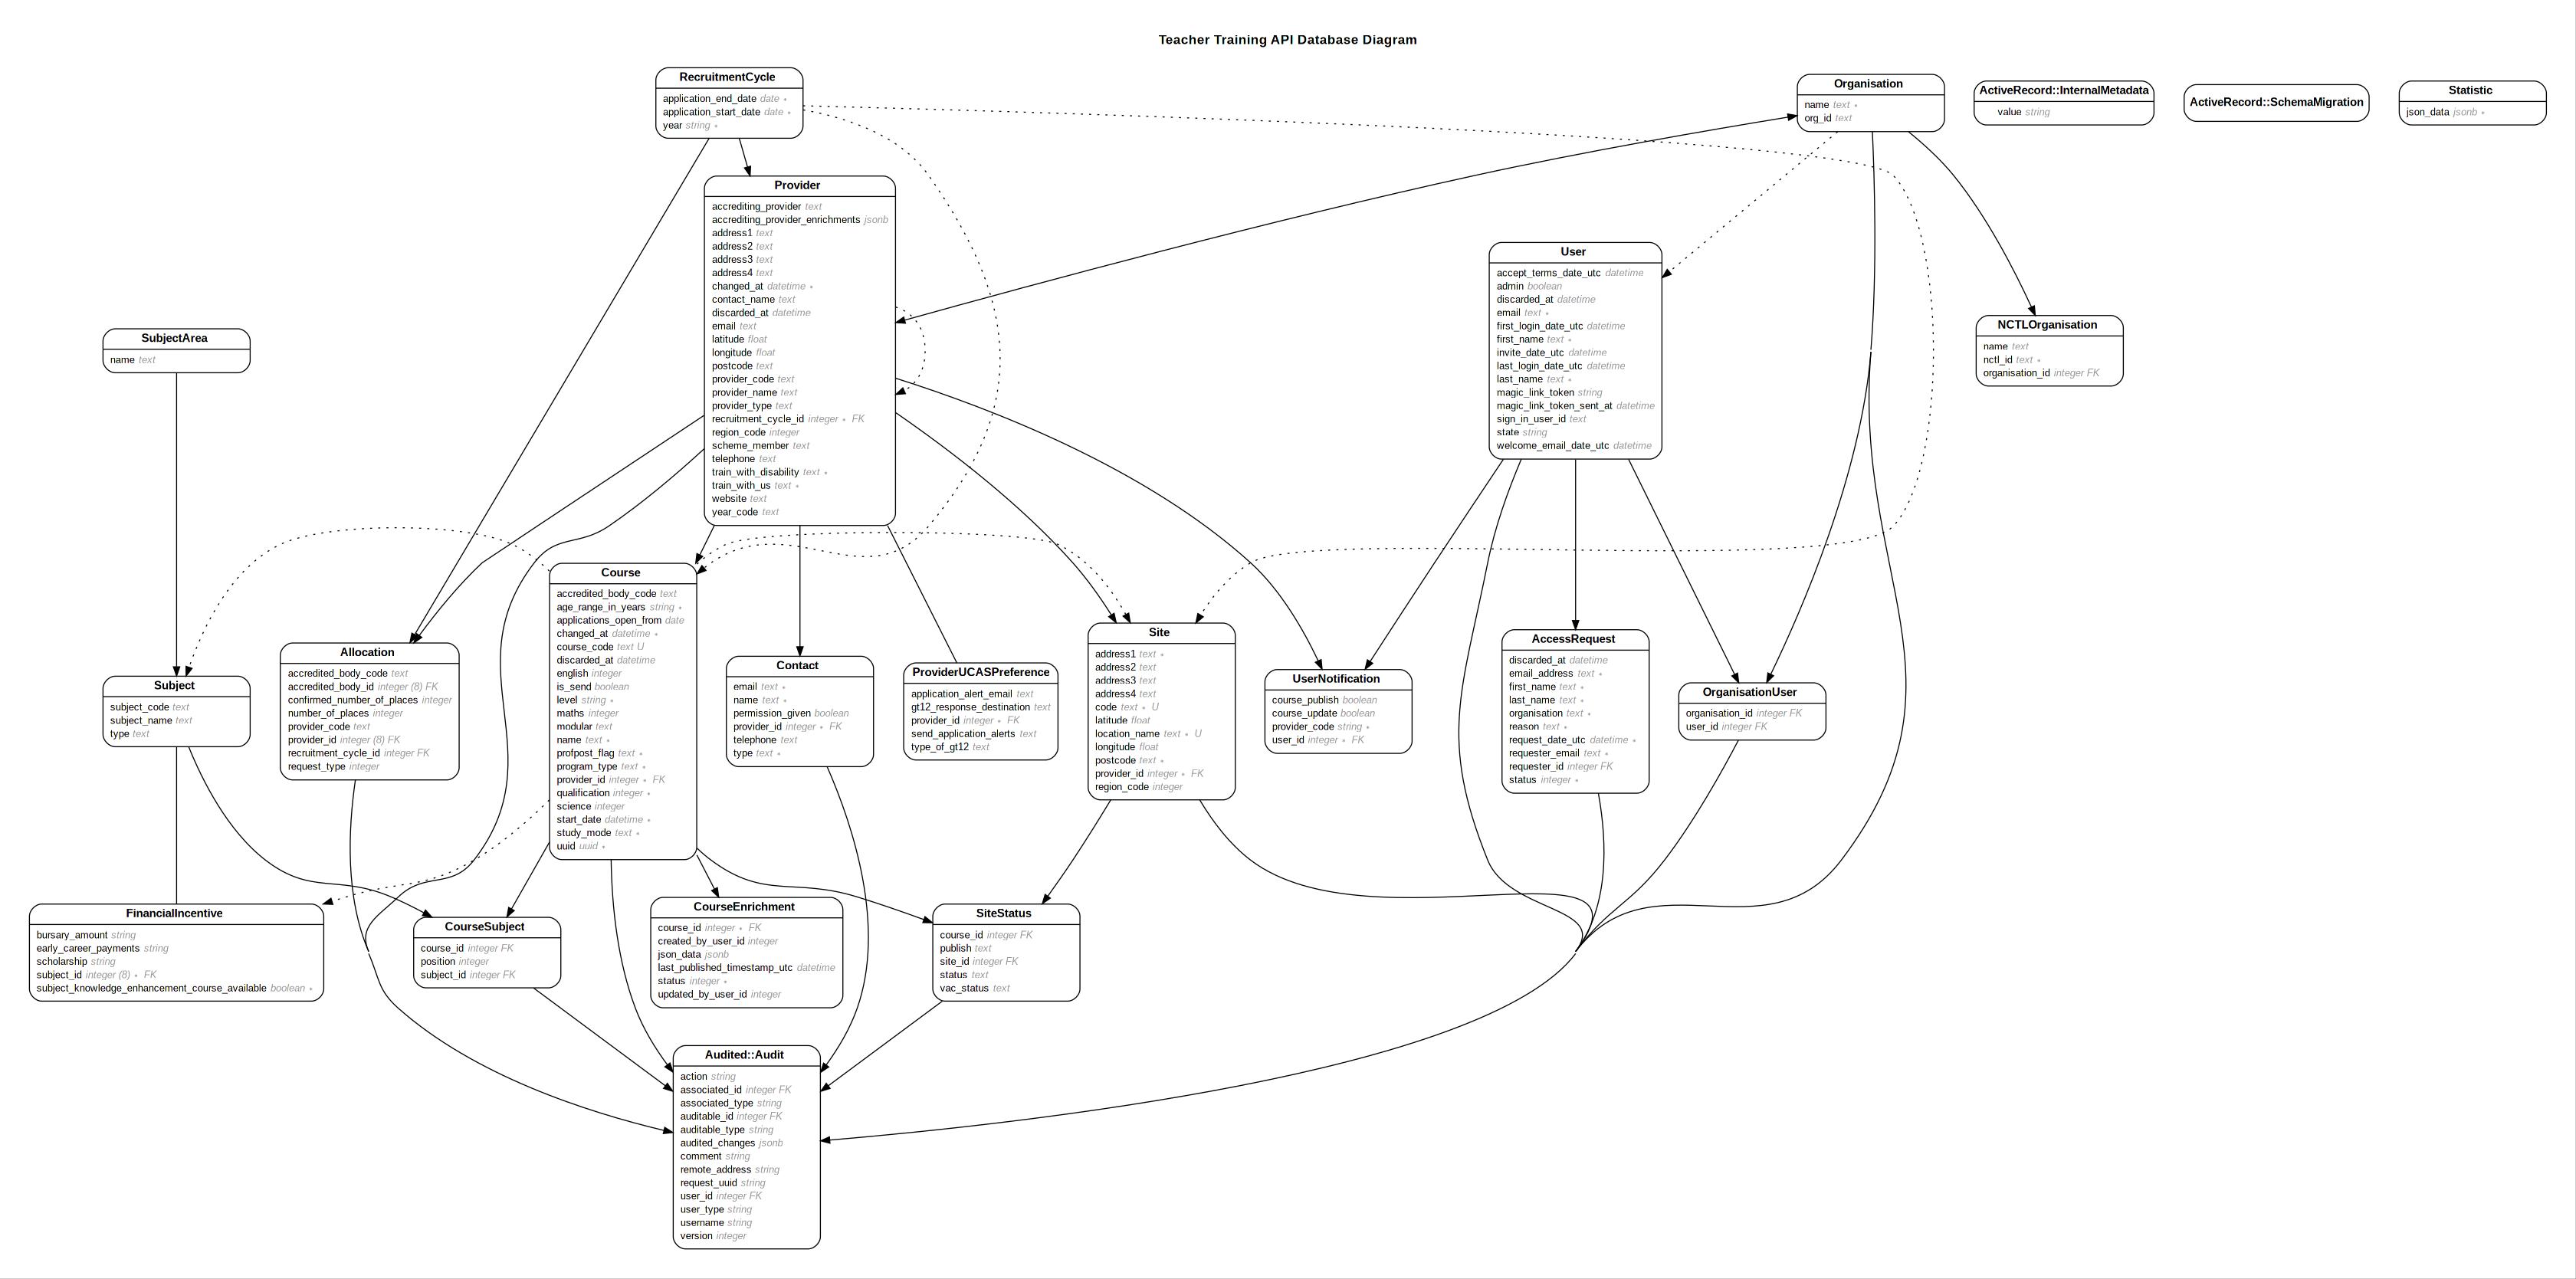 Teacher Training API Database Diagram
RecruitmentCycle
application_end_date date ∗
application_start_date date ∗
year string ∗
Organisation
name text ∗
org_id text
ActiveRecord::InternalMetadata
value string
ActiveRecord::SchemaMigration
Statistic
json_data jsonb ∗
Provider
accrediting_provider text
accrediting_provider_enrichments jsonb
address1 text
address2 text
address3 text
address4 text
changed_at datetime ∗
contact_name text
discarded_at datetime
email text
latitude float
longitude float
postcode text
provider_code text
provider_name text
provider_type text
recruitment_cycle_id integer ∗ FK
region_code integer
scheme_member text
telephone text
train_with_disability text ∗
train_with_us text ∗
website text
year_code text
User
accept_terms_date_utc datetime
admin boolean
discarded_at datetime
email text ∗
first_login_date_utc datetime
first_name text ∗
invite_date_utc datetime
last_login_date_utc datetime
last_name text ∗
magic_link_token string
magic_link_token_sent_at datetime
sign_in_user_id text
state string
welcome_email_date_utc datetime
NCTLOrganisation
name text
nctl_id text ∗
organisation_id integer FK
SubjectArea
name text
Subject
subject_code text
subject_name text
type text
Allocation
accredited_body_code text
accredited_body_id integer (8) FK
confirmed_number_of_places integer
number_of_places integer
provider_code text
provider_id integer (8) FK
recruitment_cycle_id integer FK
request_type integer
Course
accredited_body_code text
age_range_in_years string ∗
applications_open_from date
changed_at datetime ∗
course_code text U
discarded_at datetime
english integer
is_send boolean
level string ∗
maths integer
modular text
name text ∗
profpost_flag text ∗
program_type text ∗
provider_id integer ∗ FK
qualification integer ∗
science integer
start_date datetime ∗
study_mode text ∗
uuid uuid ∗
Contact
email text ∗
name text ∗
permission_given boolean
provider_id integer ∗ FK
telephone text
type text ∗
ProviderUCASPreference
application_alert_email text
gt12_response_destination text
provider_id integer ∗ FK
send_application_alerts text
type_of_gt12 text
Site
address1 text ∗
address2 text
address3 text
address4 text
code text ∗ U
latitude float
location_name text ∗ U
longitude float
postcode text ∗
provider_id integer ∗ FK
region_code integer
UserNotification
course_publish boolean
course_update boolean
provider_code string ∗
user_id integer ∗ FK
AccessRequest
discarded_at datetime
email_address text ∗
first_name text ∗
last_name text ∗
organisation text ∗
reason text ∗
request_date_utc datetime ∗
requester_email text ∗
requester_id integer FK
status integer ∗
OrganisationUser
organisation_id integer FK
user_id integer FK
FinancialIncentive
bursary_amount string
early_career_payments string
scholarship string
subject_id integer (8) ∗ FK
subject_knowledge_enhancement_course_available boolean ∗
CourseSubject
course_id integer FK
position integer
subject_id integer FK
CourseEnrichment
course_id integer ∗ FK
created_by_user_id integer
json_data jsonb
last_published_timestamp_utc datetime
status integer ∗
updated_by_user_id integer
SiteStatus
course_id integer FK
publish text
site_id integer FK
status text
vac_status text
Audited::Audit
action string
associated_id integer FK
associated_type string
auditable_id integer FK
auditable_type string
audited_changes jsonb
comment string
remote_address string
request_uuid string
user_id integer FK
user_type string
username string
version integer